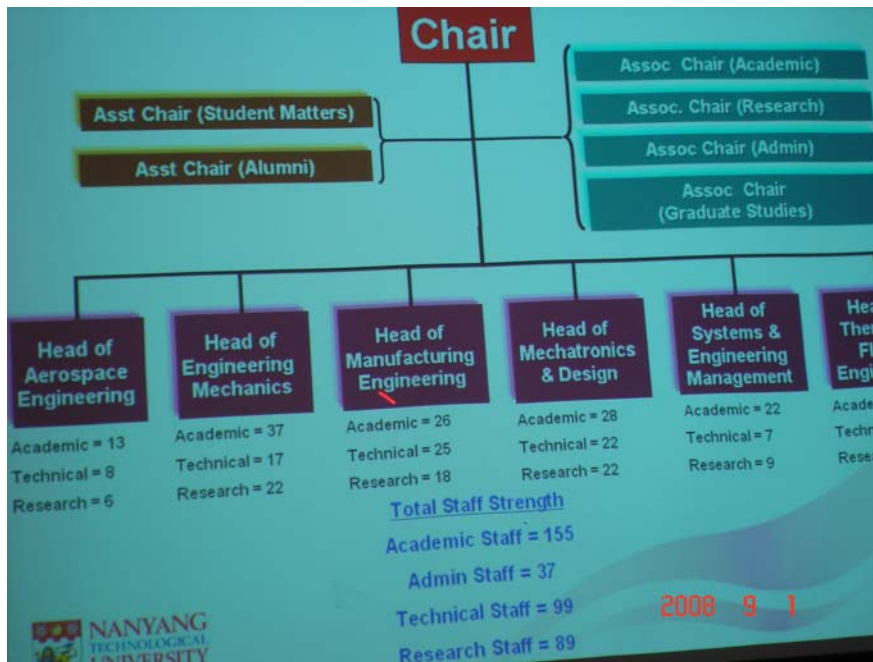 Chair
Asst Chair (Student Matters)
Asst Chair (Alumni)
Assoc Chair (Academic)
Assoc. Chair (Research)
Assoc Chair (Admin)
Assoc Chair
(Graduate Studies)
Head of
Aerospace
Engineering
Academic = 13
Technical = 8
Research = 6
Head of
Engineering
Mechanics
Academic = 37
Technical = 17
Research = 22
Head of
Manufacturing
Engineering
Academic = 26
Technical = 25
Research = 18
Head of
Mechatronics
& Design
Academic = 28
Technical = 22
Research = 22
Head of
Systems &
Engineering
Management
Academic = 22
Technical = 7
Research = 9
Total Staff Strength
Academic Staff = 155
Admin Staff = 37
Technical Staff = 99
Research Staff = 89
NANYANG
TECHNOLOGICAL
UNIVERSITY
2008 9 1